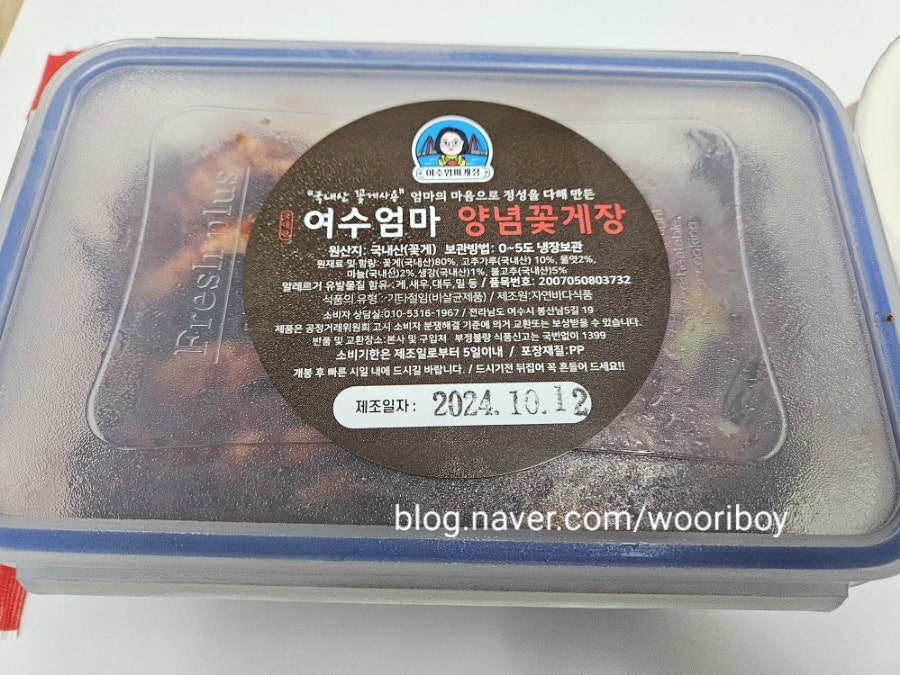 여수엄마게장
"국내산 꽃게사용" 엄마의 마음으로 정성을 다해 만든
여수엄마 양념꽃게장
원산지: 국내산(꽃게) 보관방법: 0~5도 냉장보관
원재료 및 함량: 꽃게(국내산)80%, 고추가루(국내산) 10%, 물엿2%,
마늘(국내산)2%, 생강(국내산)1%, 불고추(국내산)5%
알레르기 유발물질 함유: 게,새우,대두,밀 등 / 품목번호: 2007050803732
식품의 유형: 기타절임(비살균제품) / 제조원:자연바다식품
소비자 상담실:010-5316-1967 / 전라남도 여수시 봉산남5길 19
제품은 공정거래위원회 고시 소비자 분쟁해결 기준에 의거 교환또는 보상받을 수 있습니다.
반품 및 교환장소:본사 및 구입처 부정불량 식품신고는 국번없이 1399
소비기한은 제조일로부터 5일이내 / 포장재질:PP
개봉 후 빠른 시일 내에 드시길 바랍니다. / 드시기전 뒤집어 꼭 흔들어 드세요!!
제조일자 : 2024.10.12
Freshplus
blog.naver.com/wooriboy